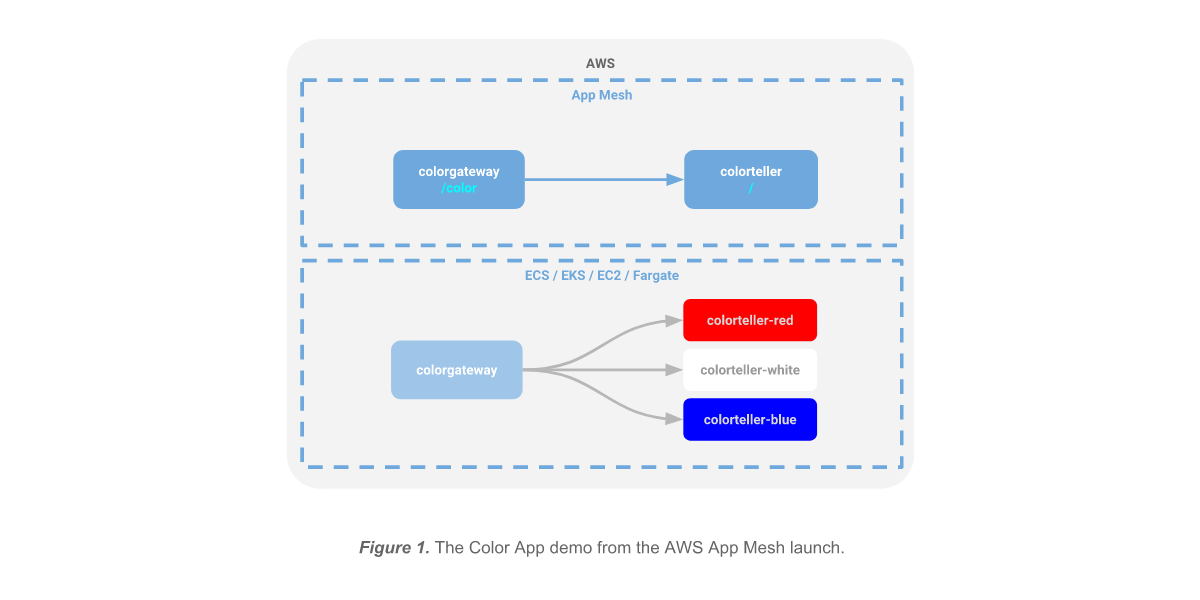 AWS
App Mesh
colorgateway
/color
colorteller
/
ECS / EKS / EC2 / Fargate
colorgateway
colorteller-red
colorteller-white
colorteller-blue
Figure 1. The Color App demo from the AWS App Mesh launch.